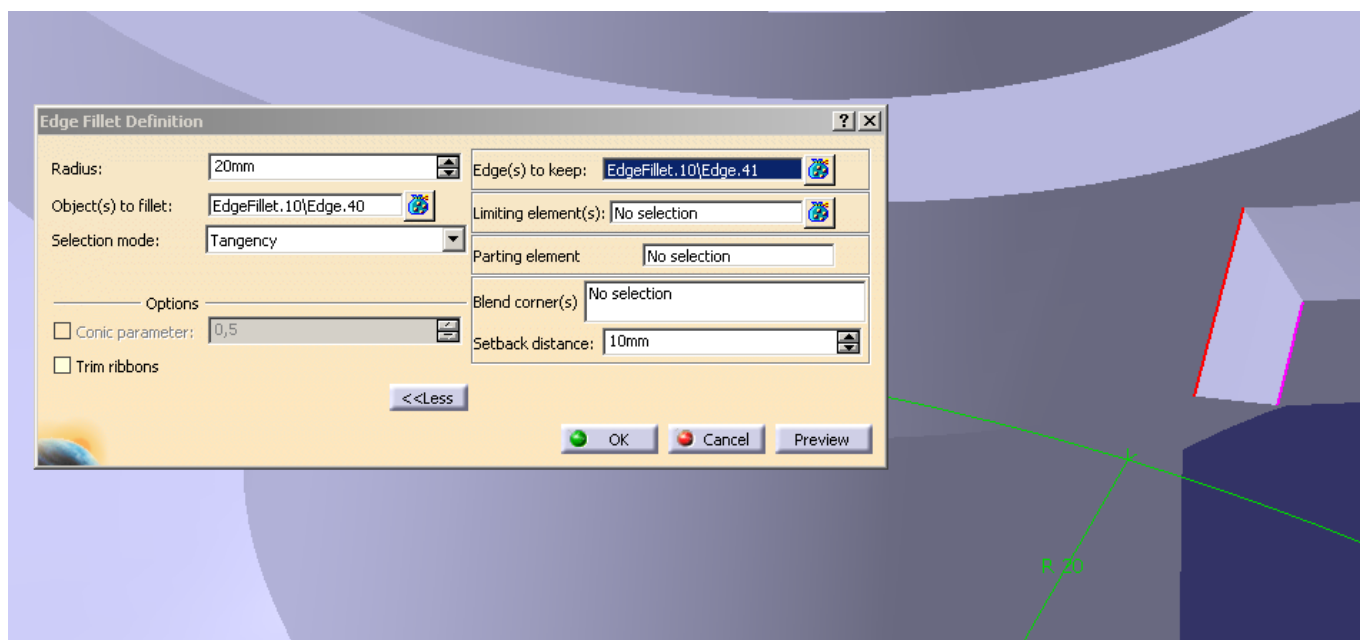 Edge Fillet Definition
Radius: 20mm
Object(s) to fillet: EdgeFillet.10\Edge.40
Selection mode: Tangency
Options
Conic parameter: 0,5
Trim ribbons
Edge(s) to keep: EdgeFillet.10\Edge.41
Limiting element(s): No selection
Parting element No selection
Blend corner(s) No selection
Setback distance: 10mm
<<Less
OK Cancel Preview
R 20